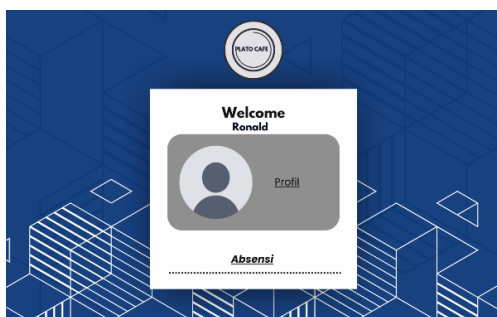 PLATO CAFE
Welcome
Ronald
Profil
Absensi